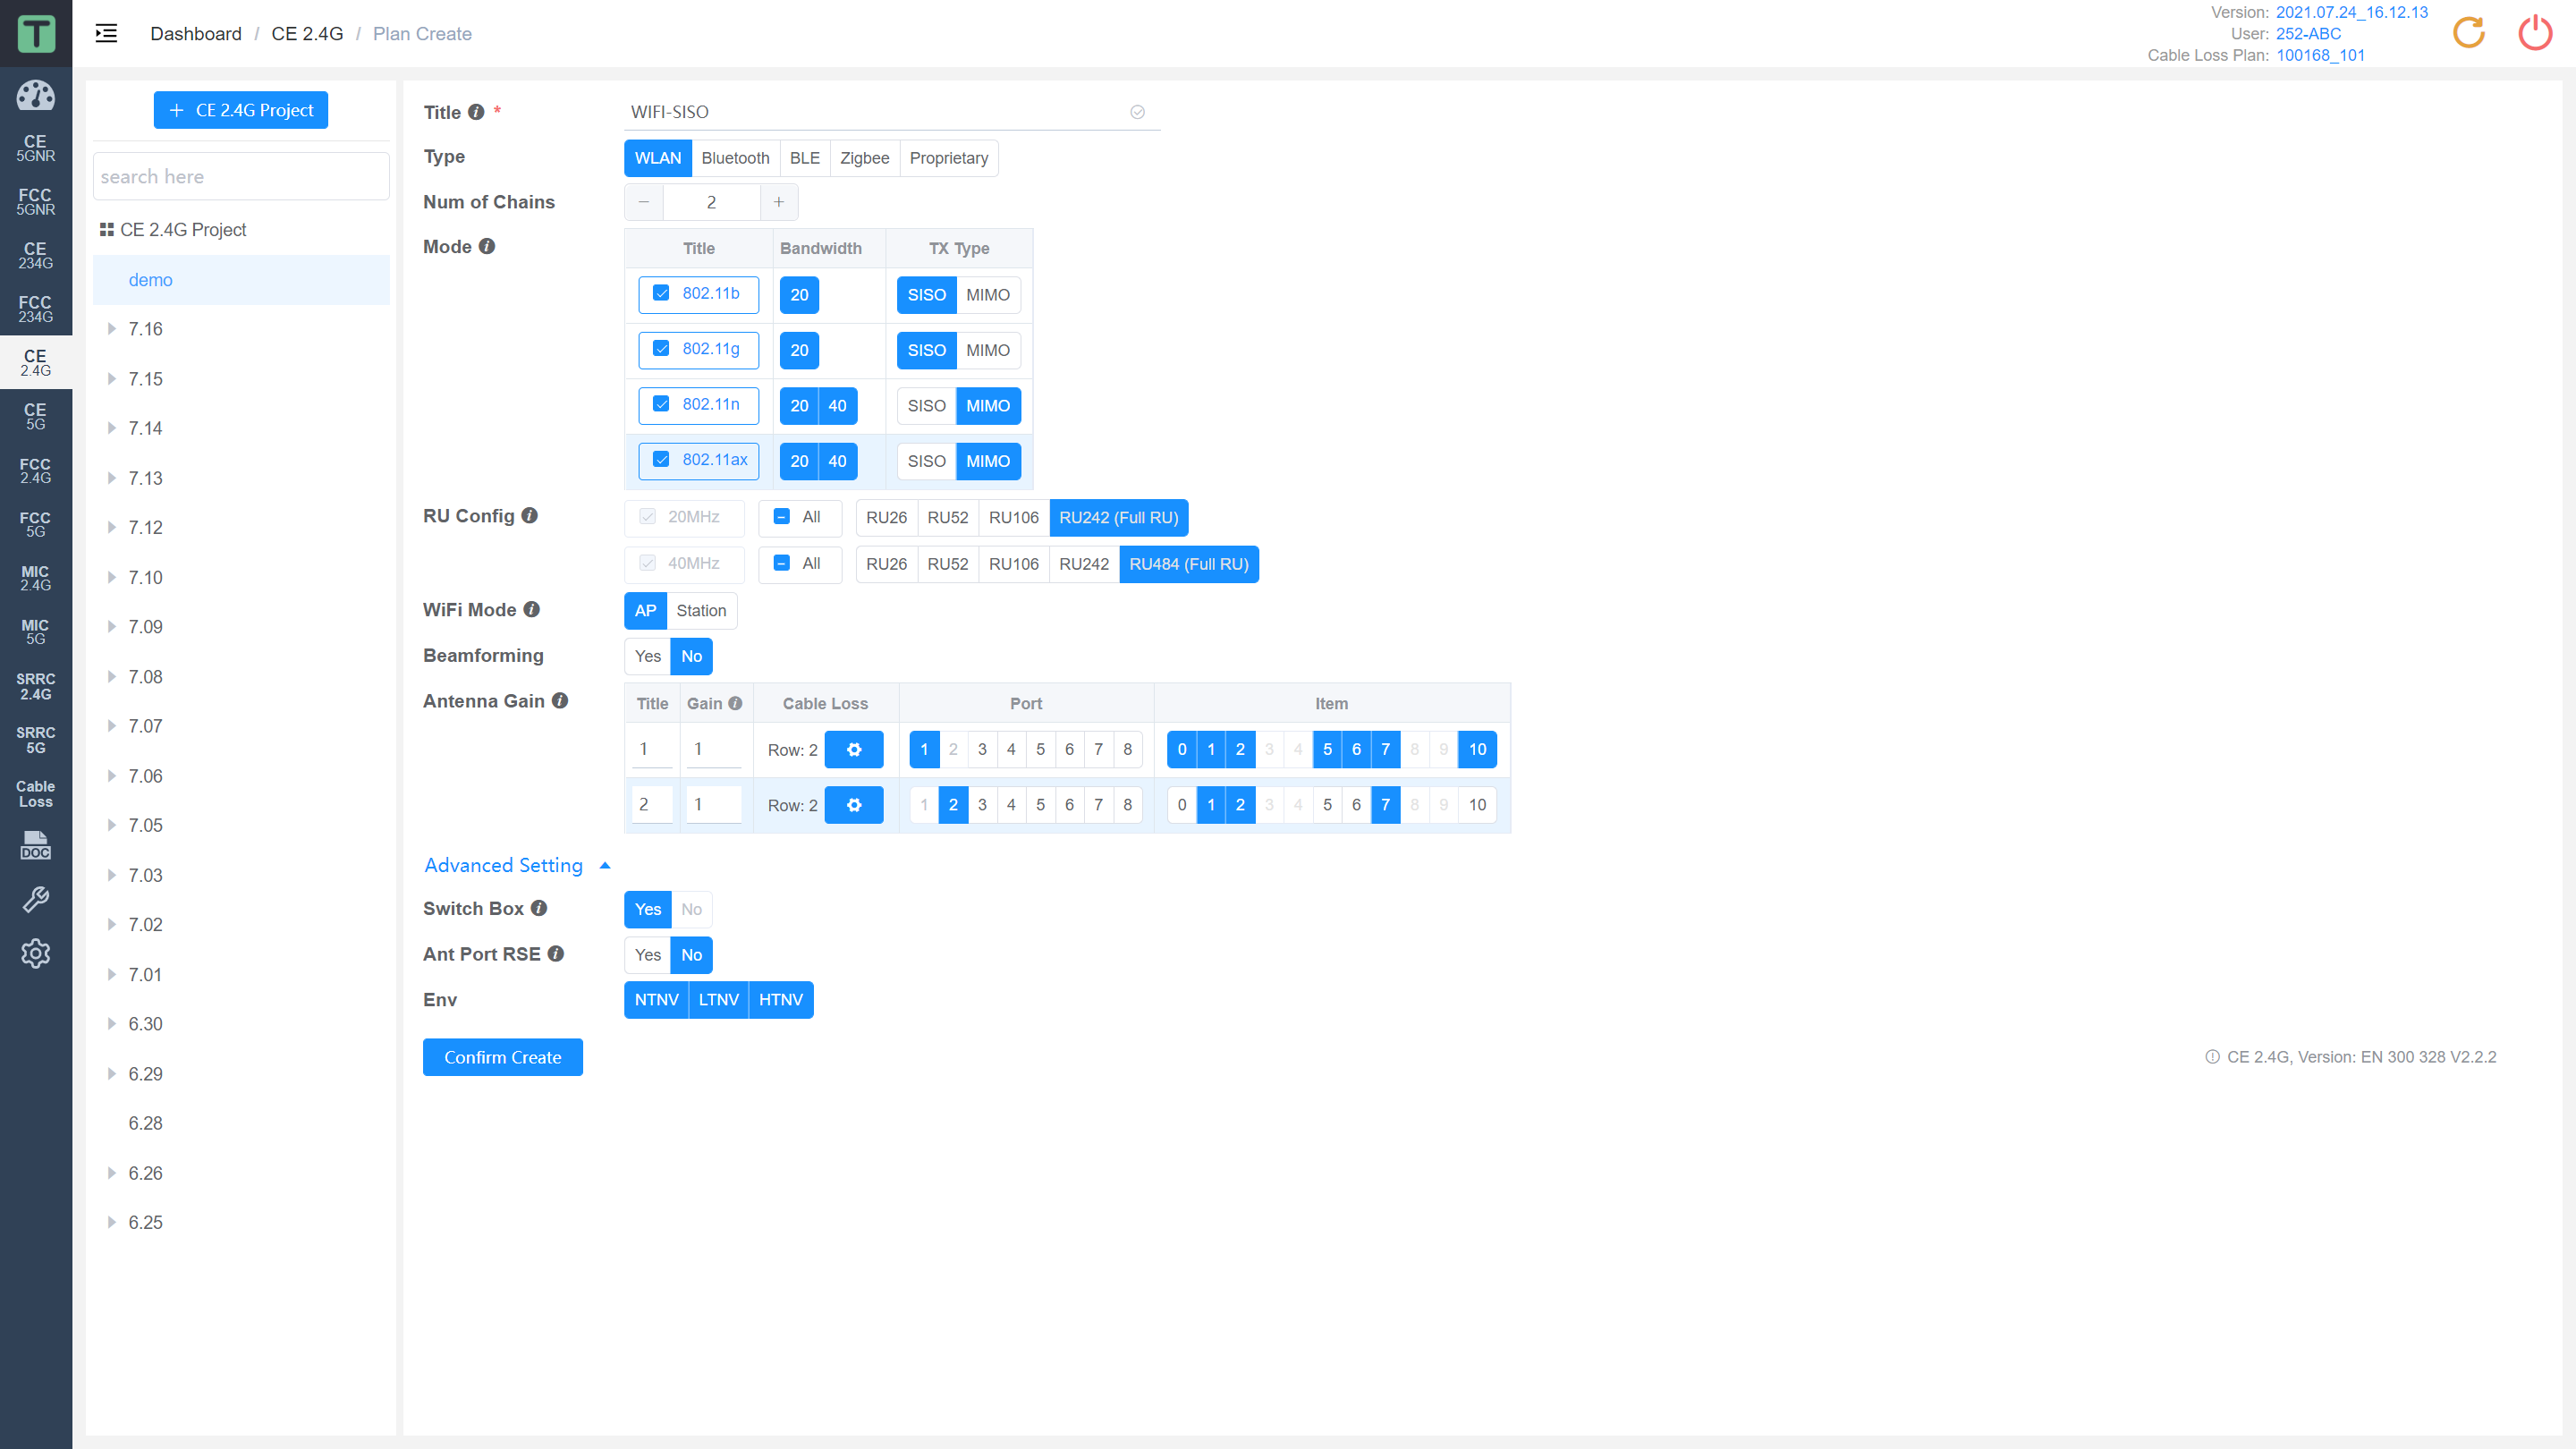 T
Dashboard / CE 2.4G / Plan Create
Version: 2021.07.24_16.12.13
User: 252-ABC
Cable Loss Plan: 100168_101
CE
5GNR
FCC
5GNR
CE
234G
FCC
234G
CE
2.4G
CE
5G
FCC
2.4G
FCC
5G
MIC
2.4G
MIC
5G
SRRC
2.4G
SRRC
5G
Cable
Loss
DOC
+ CE 2.4G Project
search here
CE 2.4G Project
demo
7.16
7.15
7.14
7.13
7.12
7.10
7.09
7.08
7.07
7.06
7.05
7.03
7.02
7.01
6.30
6.29
6.28
6.26
6.25
Title * WIFI-SISO
Type WLAN Bluetooth BLE Zigbee Proprietary
Num of Chains − 2 +
Mode Title Bandwidth TX Type
802.11b 20 SISO MIMO
802.11g 20 SISO MIMO
802.11n 20 40 SISO MIMO
802.11ax 20 40 SISO MIMO
RU Config 20MHz All RU26 RU52 RU106 RU242 (Full RU)
40MHz All RU26 RU52 RU106 RU242 RU484 (Full RU)
WiFi Mode AP Station
Beamforming Yes No
Antenna Gain Title Gain Cable Loss Port Item
1 1 Row: 2 1 2 3 4 5 6 7 8 0 1 2 3 4 5 6 7 8 9 10
2 1 Row: 2 1 2 3 4 5 6 7 8 0 1 2 3 4 5 6 7 8 9 10
Advanced Setting
Switch Box Yes No
Ant Port RSE Yes No
Env NTNV LTNV HTNV
Confirm Create
CE 2.4G, Version: EN 300 328 V2.2.2